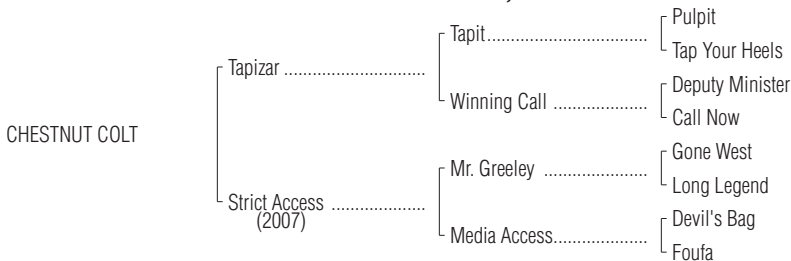 Pulpit
Tapit
Tap Your Heels
Tapizar
Deputy Minister
Winning Call
Call Now
CHESTNUT COLT
Gone West
Mr. Greeley
Long Legend
Strict Access
(2007)
Devil's Bag
Media Access
Foufa